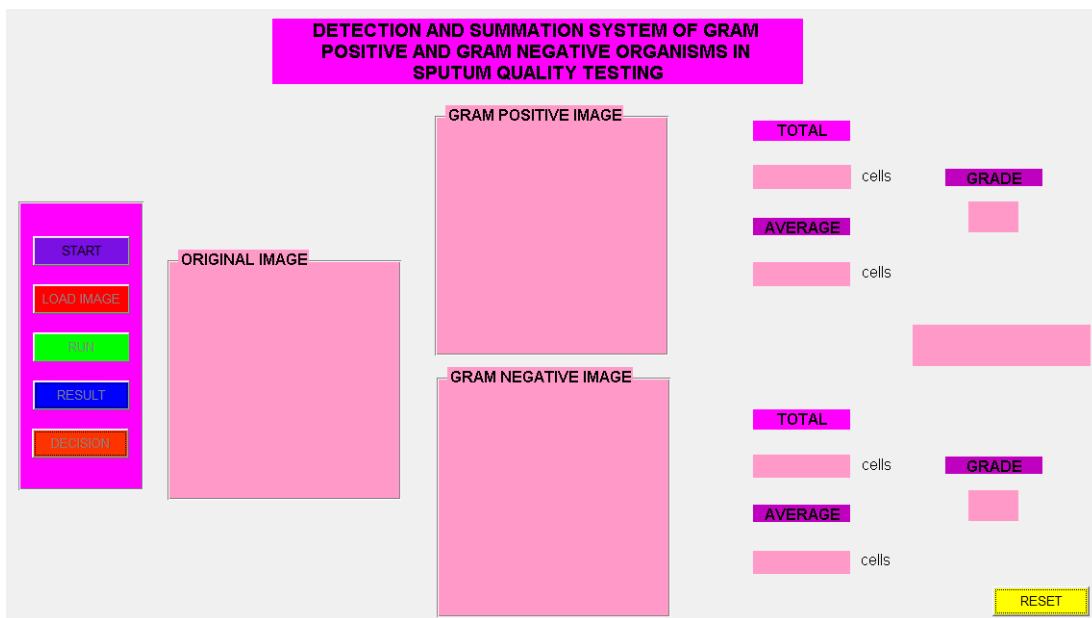 DETECTION AND SUMMATION SYSTEM OF GRAM
POSITIVE AND GRAM NEGATIVE ORGANISMS IN
SPUTUM QUALITY TESTING
START
LOAD IMAGE
RUN
RESULT
DECISION
ORIGINAL IMAGE
GRAM POSITIVE IMAGE
GRAM NEGATIVE IMAGE
TOTAL
cells
AVERAGE
cells
GRADE
TOTAL
cells
AVERAGE
cells
GRADE
RESET